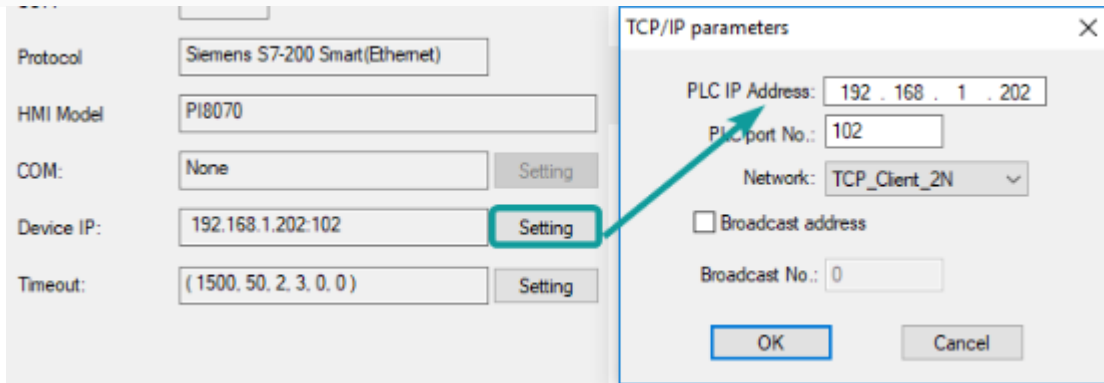 Protocol
Siemens S7-200 Smart(Ethernet)
HMI Model
PI8070
COM:
None
Setting
Device IP:
192.168.1.202:102
Setting
Timeout:
( 1500, 50, 2, 3, 0, 0 )
Setting
TCP/IP parameters
PLC IP Address:
192 . 168 . 1 . 202
PLC port No.:
102
Network:
TCP_Client_2N
Broadcast address
Broadcast No.:
0
OK
Cancel